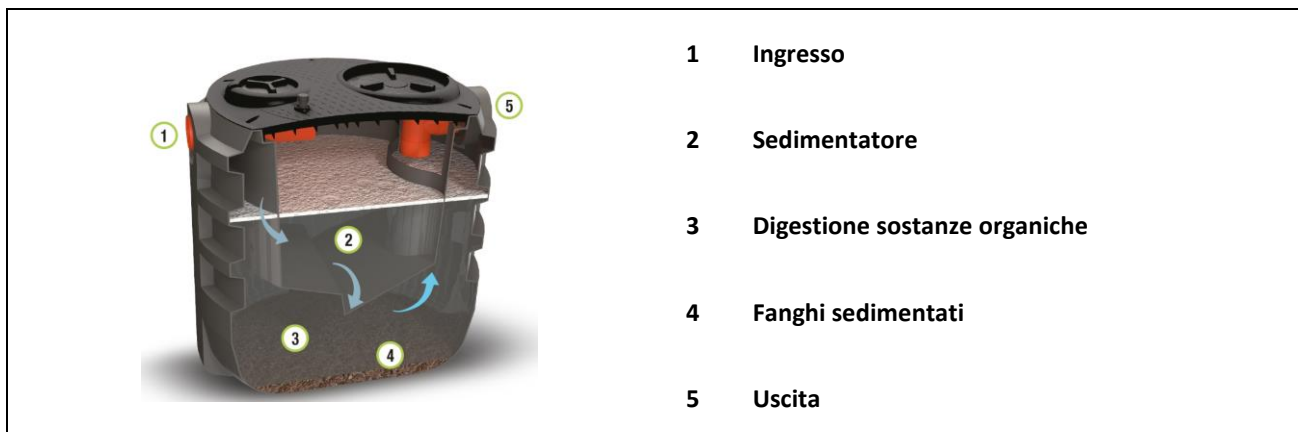 1 Ingresso
2 Sedimentatore
3 Digestione sostanze organiche
4 Fanghi sedimentati
5 Uscita
1
5
2
3
4